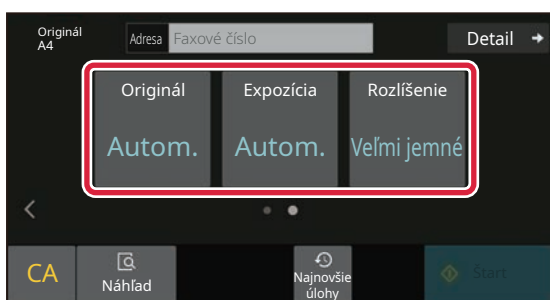 Originál
A4
Adresa Faxové číslo
Detail
Originál Expozícia Rozlíšenie
Autom. Autom. Veľmi jemné
CA Náhľad Najnovšie
úlohy Štart